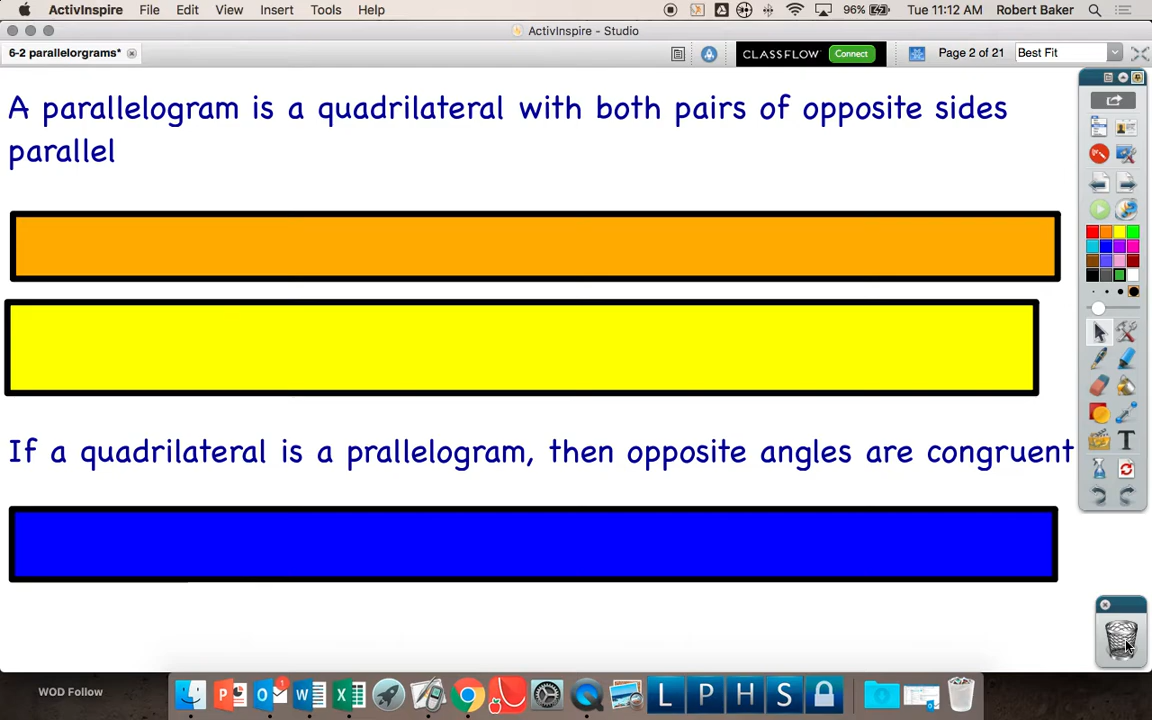 ActivInspire File Edit View Insert Tools Help 96% Tue 11:12 AM Robert Baker
ActivInspire - Studio
6-2 parallelorgrams* CLASSFLOW Connect Page 2 of 21 Best Fit
A parallelogram is a quadrilateral with both pairs of opposite sides
parallel
If a quadrilateral is a prallelogram, then opposite angles are congruent
WOD Follow
L P H S